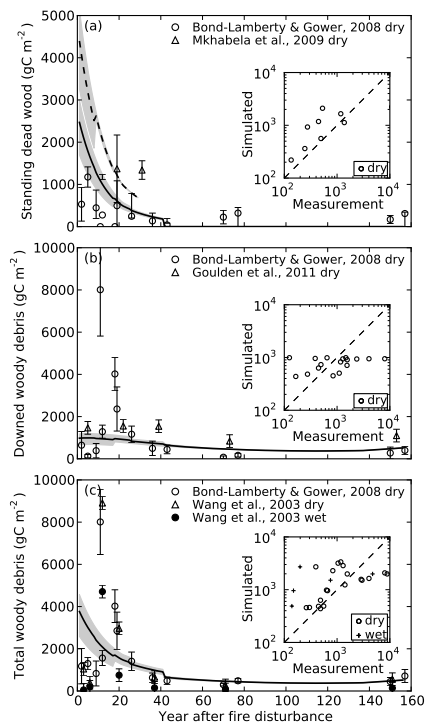 (a)
Bond-Lamberty & Gower, 2008 dry
Mkhabela et al., 2009 dry
Standing dead wood (gC m⁻²)
5000
4000
3000
2000
1000
0
Simulated
10⁴
10³
10²
10² 10³ 10⁴
Measurement
dry
(b)
Bond-Lamberty & Gower, 2008 dry
Goulden et al., 2011 dry
Downed woody debris (gC m⁻²)
10000
8000
6000
4000
2000
0
Simulated
10⁴
10³
10²
10² 10³ 10⁴
Measurement
dry
(c)
Bond-Lamberty & Gower, 2008 dry
Wang et al., 2003 dry
Wang et al., 2003 wet
Total woody debris (gC m⁻²)
10000
8000
6000
4000
2000
0
Simulated
10⁴
10³
10²
10² 10³ 10⁴
Measurement
dry
wet
0 20 40 60 80 100 120 140 160
Year after fire disturbance